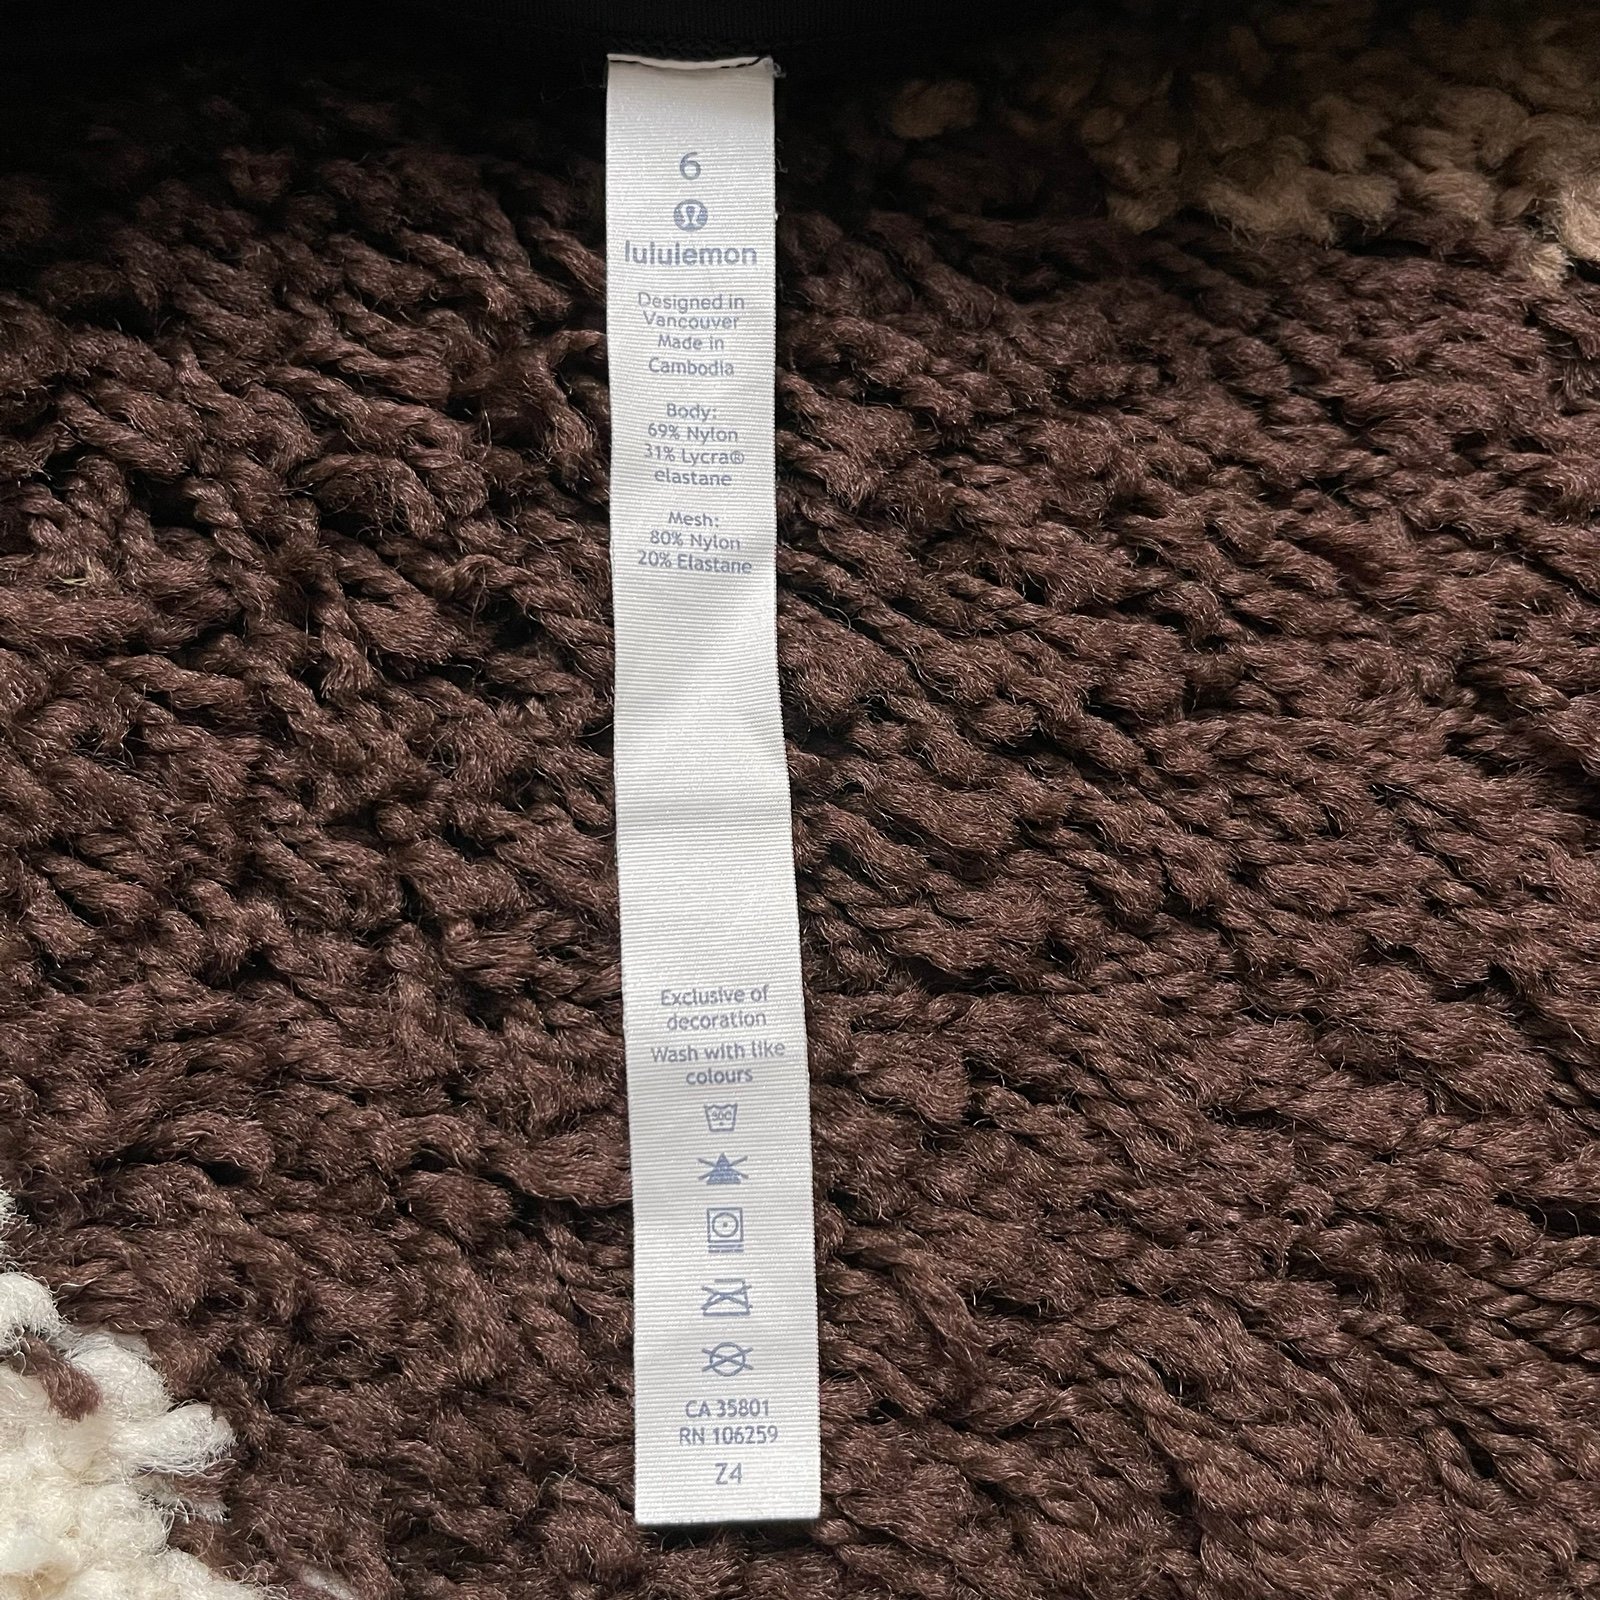 6
lululemon
Designed in
Vancouver
Made in
Cambodia
Body:
69% Nylon
31% Lycra®
elastane
Mesh:
80% Nylon
20% Elastane
Exclusive of
decoration
Wash with like
colours
30C
CA 35801
RN 106259
Z4